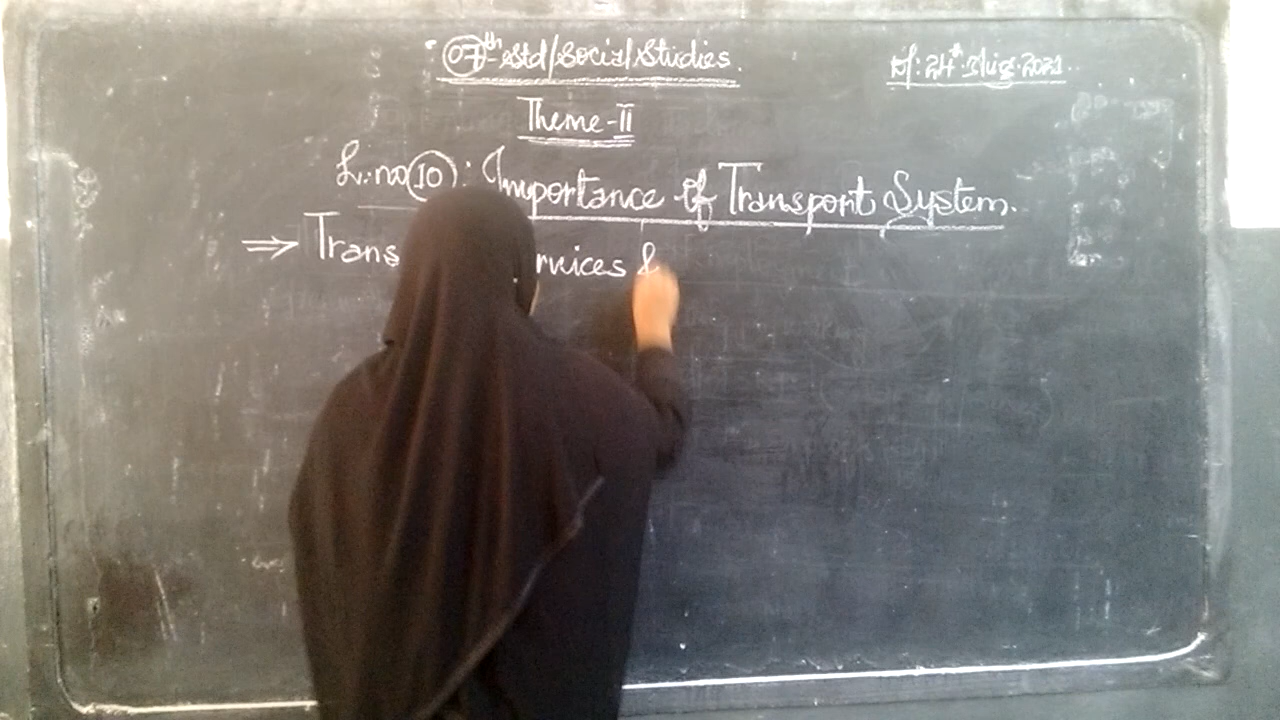 07th Std/Social Studies.
Dt: 24th Aug. 2021.
Theme-II
L.no 10: Importance of Transport System.
⇒ Trans rvices &